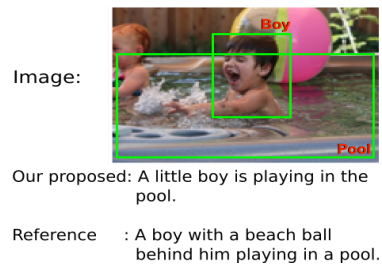 Boy
Image:
Pool
Our proposed: A little boy is playing in the
pool.
Reference : A boy with a beach ball
behind him playing in a pool.